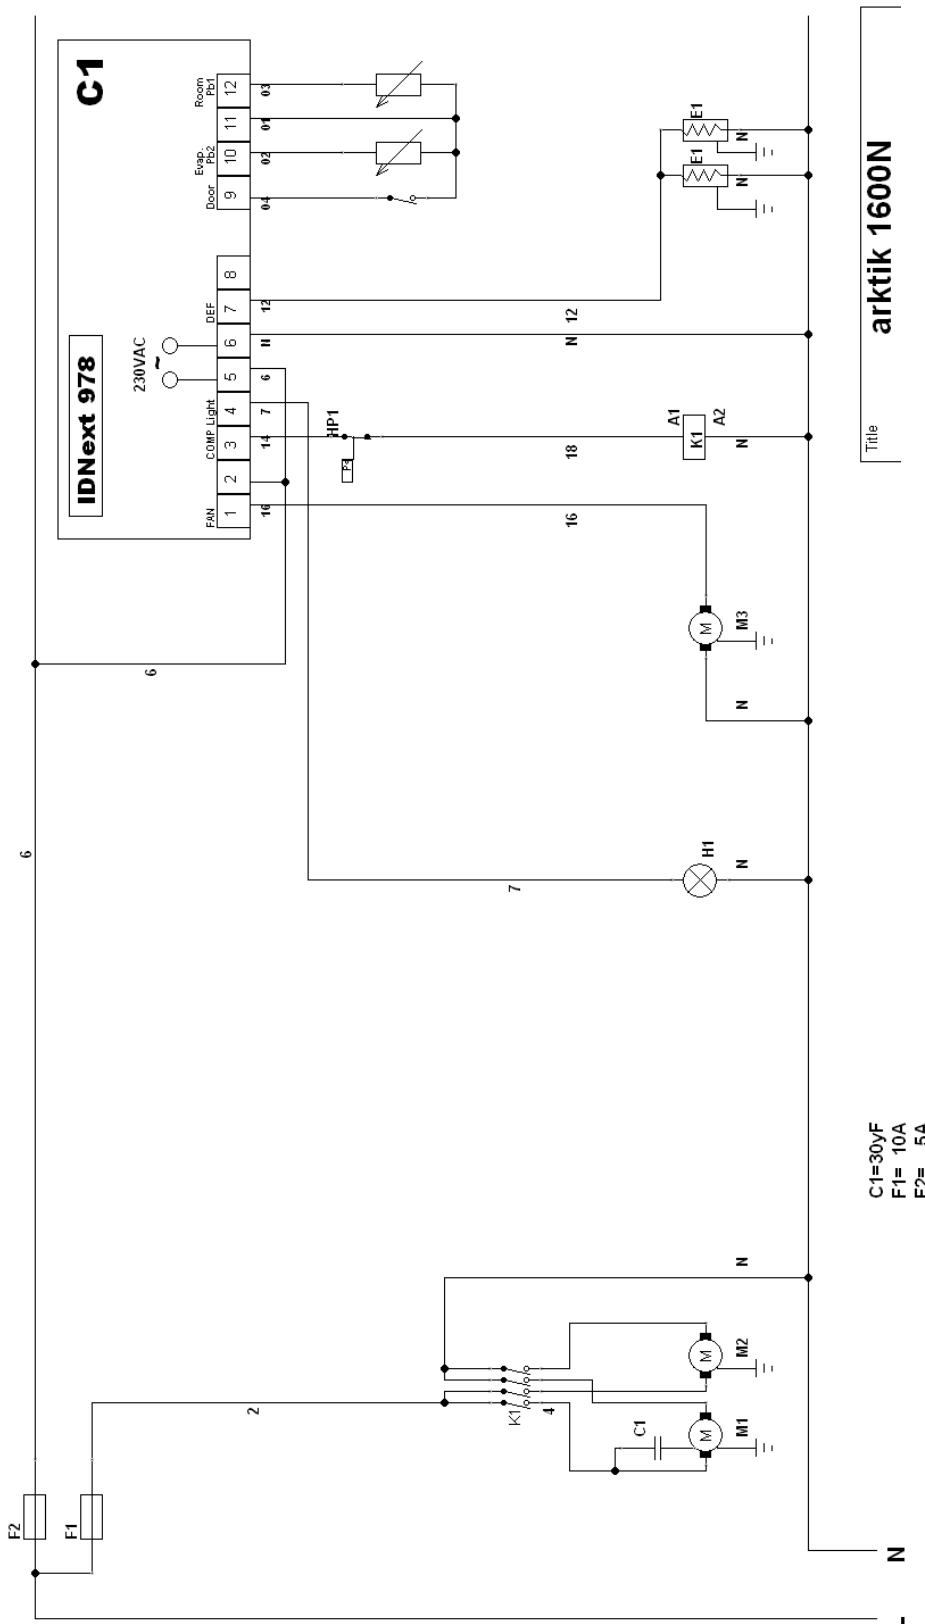 C1
IDNext 978
230VAC
~
FAN
COMP
Light
DEF
Door
Evap.
Pb2
Room
Pb1
1
2
3
4
5
6
7
8
9
10
11
12
16
14
7
6
N
12
04
02
01
03
6
6
HP1
18
16
7
12
N
A1
K1
A2
N
E1
N
E1
N
M
M3
N
H1
N
F2
F1
2
K1
4
C1
M
M1
M
M2
N
N
C1=30yF
F1= 10A
F2= 5A
Title
arktik 1600N